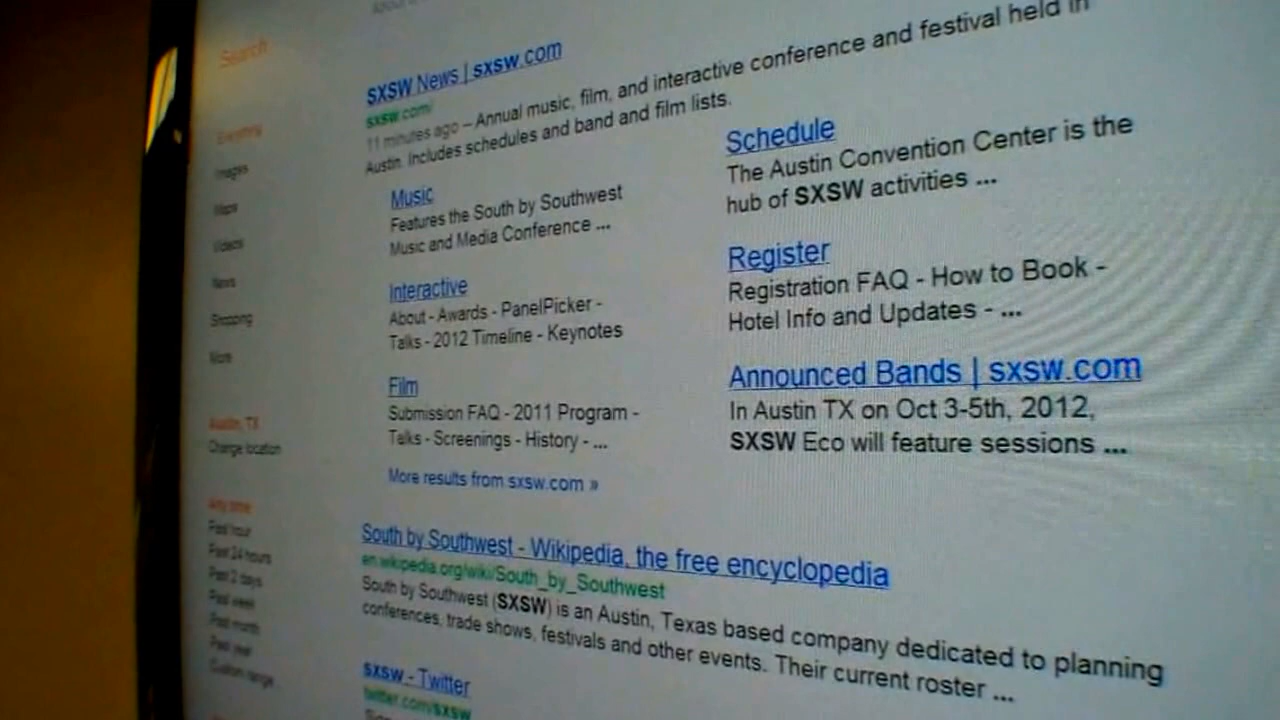 Search
Everything
Images
Maps
Videos
News
Shopping
More
Austin, TX
Change location
Any time
Past hour
Past 24 hours
Past 2 days
Past week
Past month
Past year
Custom range...
SXSW News | sxsw.com
sxsw.com/
11 minutes ago – Annual music, film, and interactive conference and festival held in
Austin. Includes schedules and band and film lists.
Music
Features the South by Southwest
Music and Media Conference ...
Interactive
About - Awards - PanelPicker -
Talks - 2012 Timeline - Keynotes
Film
Submission FAQ - 2011 Program -
Talks - Screenings - History - ...
More results from sxsw.com »
Schedule
The Austin Convention Center is the
hub of SXSW activities ...
Register
Registration FAQ - How to Book -
Hotel Info and Updates - ...
Announced Bands | sxsw.com
In Austin TX on Oct 3-5th, 2012,
SXSW Eco will feature sessions ...
South by Southwest - Wikipedia, the free encyclopedia
en.wikipedia.org/wiki/South_by_Southwest
South by Southwest (SXSW) is an Austin, Texas based company dedicated to planning
conferences, trade shows, festivals and other events. Their current roster ...
sxsw - Twitter
twitter.com/sxsw